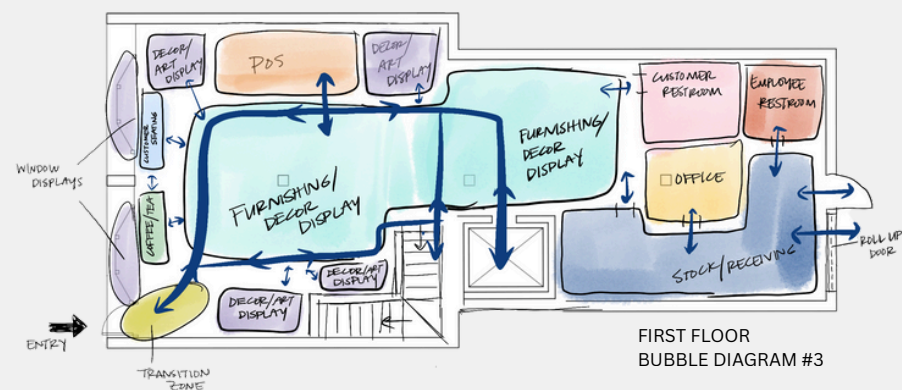 DECOR/
ART
DISPLAY
POS
DECOR/
ART
DISPLAY
CUSTOMER
RESTROOM
EMPLOYEE
RESTROOM
CUSTOMER
SEATING
FURNISHING/
DECOR
DISPLAY
WINDOW
DISPLAYS
OFFICE
FURNISHING/
DECOR
DISPLAY
COFFEE/TEA
ROLL UP
DOOR
STOCK/RECEIVING
DECOR/ART
DISPLAY
DECOR/ART
DISPLAY
ENTRY
TRANSITION
ZONE
FIRST FLOOR
BUBBLE DIAGRAM #3